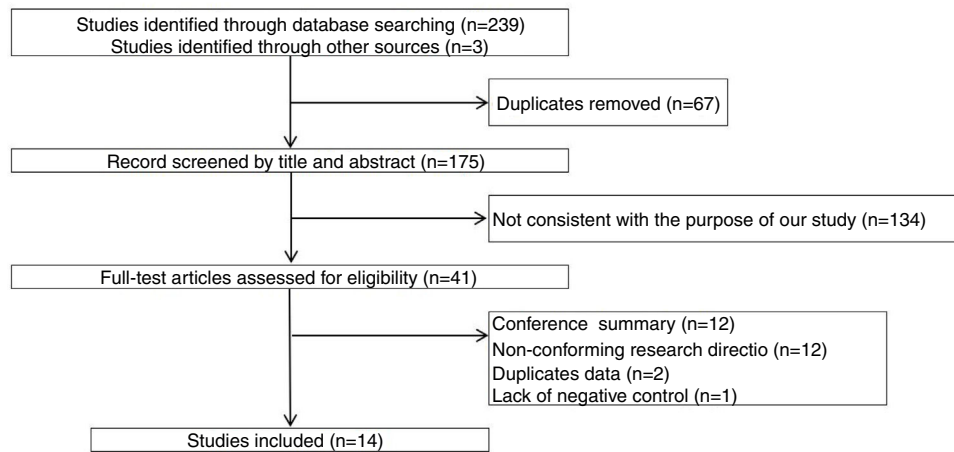 Studies identified through database searching (n=239)
Studies identified through other sources (n=3)
Duplicates removed (n=67)
Record screened by title and abstract (n=175)
Not consistent with the purpose of our study (n=134)
Full-test articles assessed for eligibility (n=41)
Conference summary (n=12)
Non-conforming research directio (n=12)
Duplicates data (n=2)
Lack of negative control (n=1)
Studies included (n=14)